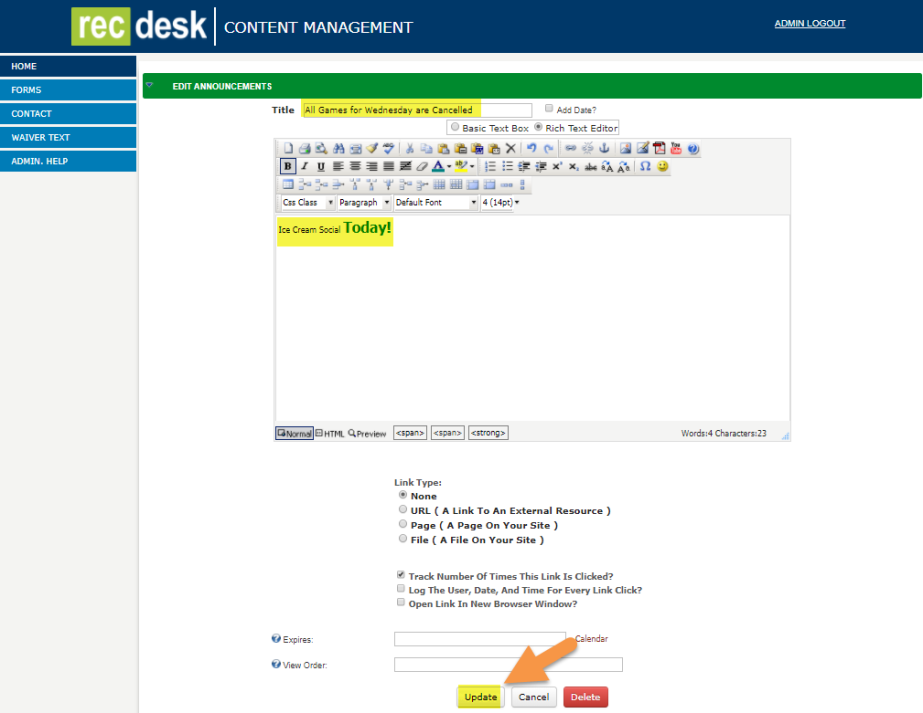 rec desk CONTENT MANAGEMENT
ADMIN LOGOUT
HOME
FORMS
CONTACT
WAIVER TEXT
ADMIN. HELP
EDIT ANNOUNCEMENTS
Title All Games for Wednesday are Cancelled Add Date?
Basic Text Box Rich Text Editor
B I U
Css Class Paragraph Default Font 4 (14pt)
Ice Cream Social Today!
Normal HTML Preview <span> <span> <strong> Words:4 Characters:23
Link Type:
None
URL ( A Link To An External Resource )
Page ( A Page On Your Site )
File ( A File On Your Site )
Track Number Of Times This Link Is Clicked?
Log The User, Date, And Time For Every Link Click?
Open Link In New Browser Window?
Expires: Calendar
View Order:
Update Cancel Delete